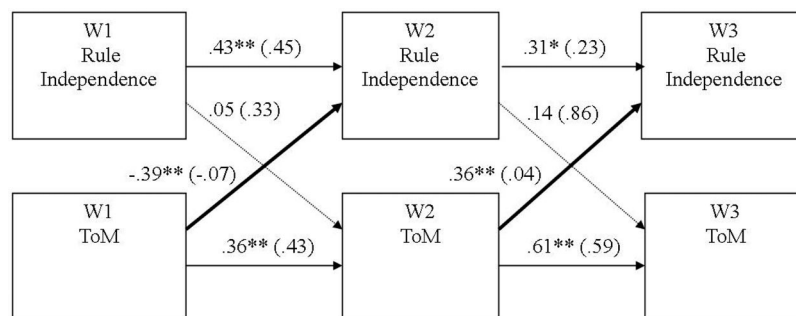 W1
Rule
Independence
.43** (.45)
W2
Rule
Independence
.31* (.23)
W3
Rule
Independence
.05 (.33)
.14 (.86)
-.39** (-.07)
.36** (.04)
W1
ToM
.36** (.43)
W2
ToM
.61** (.59)
W3
ToM